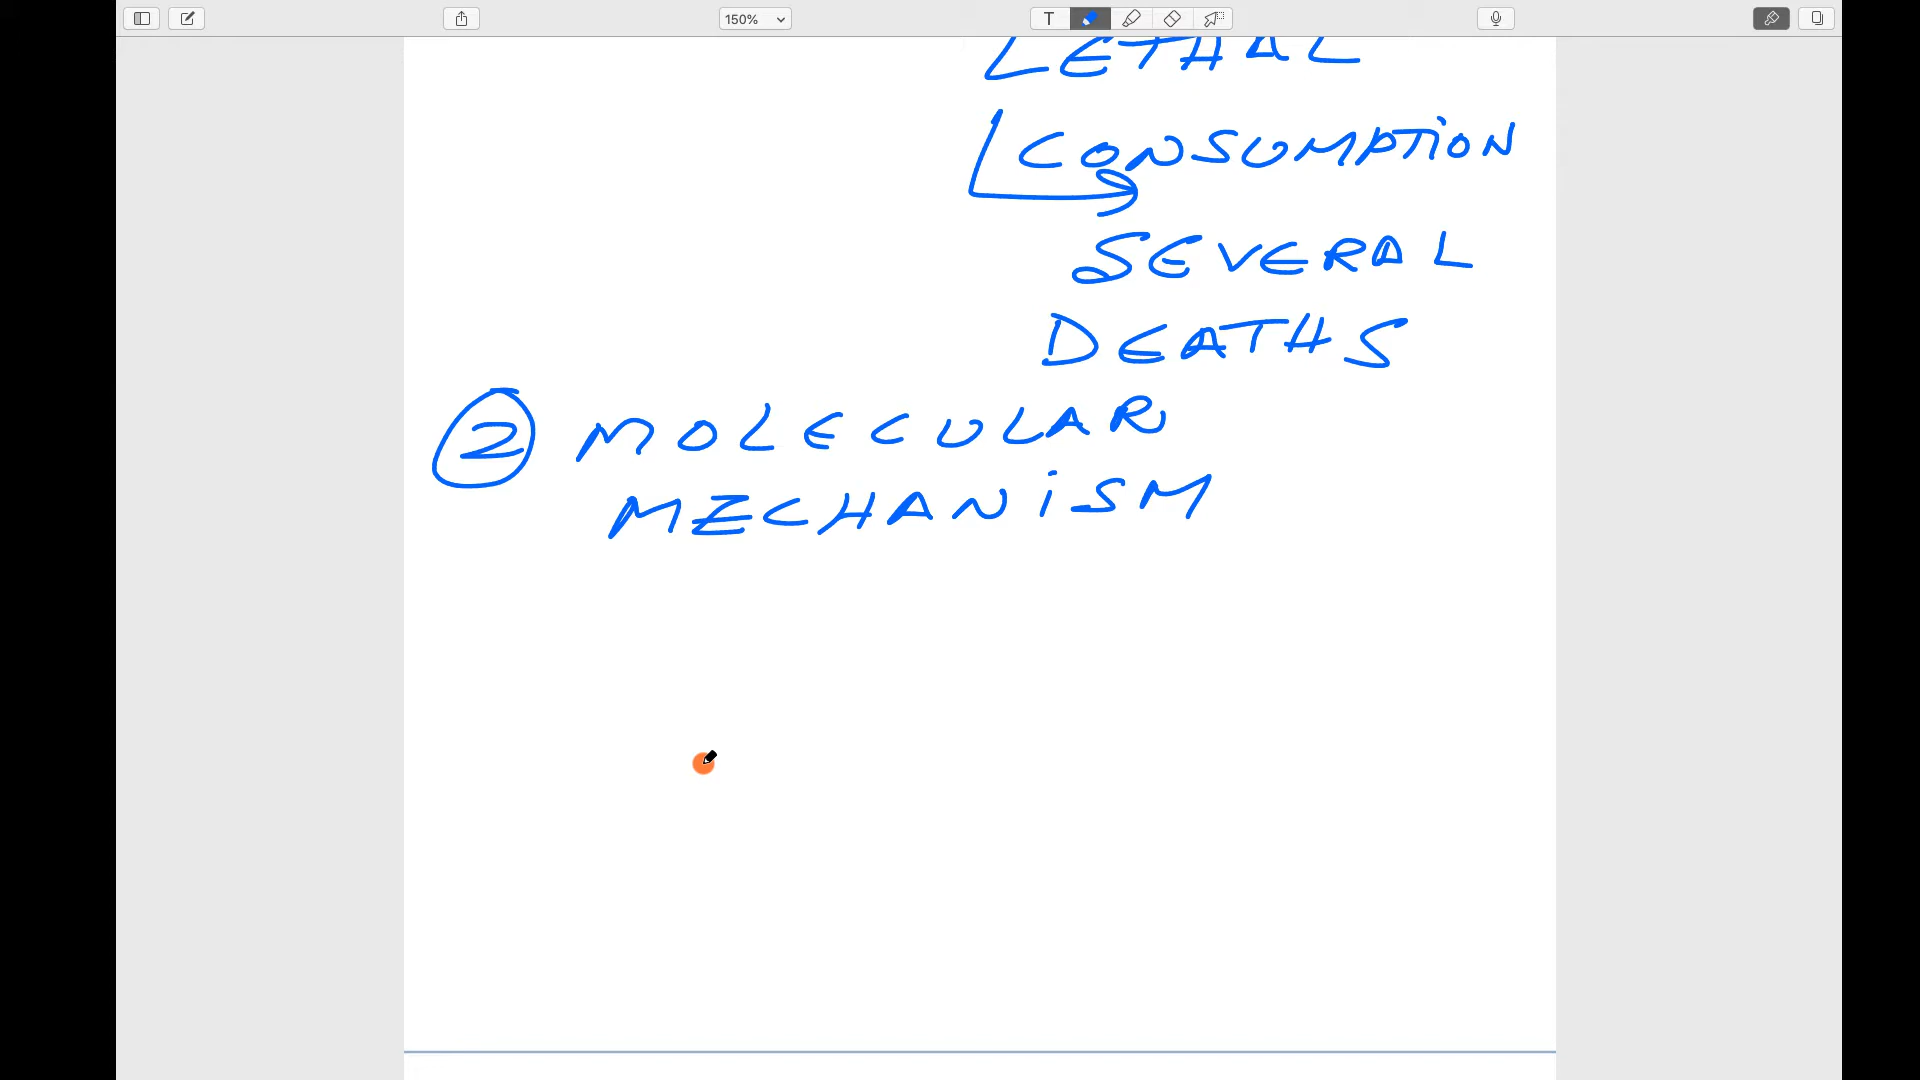 150%
T
LETHAL
CONSUMPTION
SEVERAL
DEATHS
2 MOLECULAR
MECHANiSM